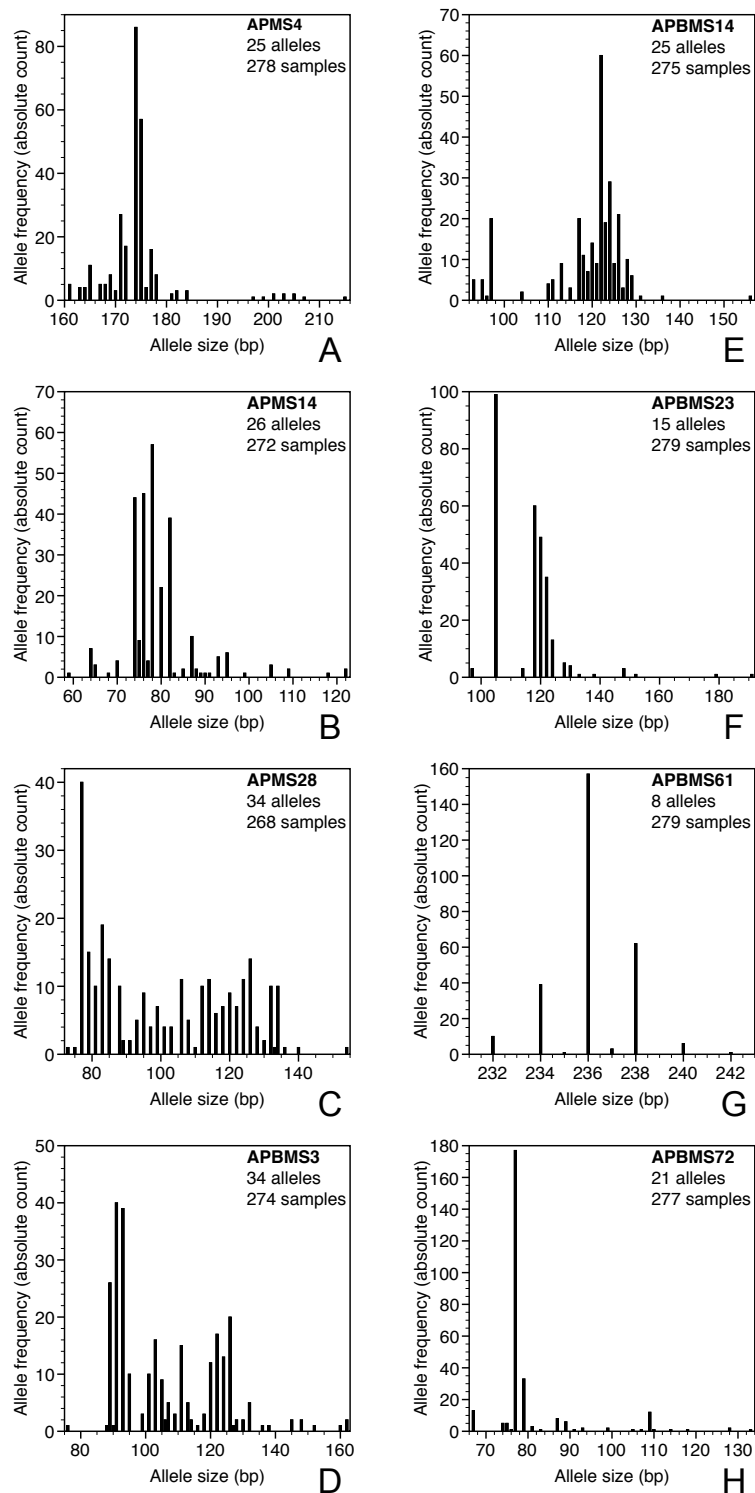 APMS4
25 alleles
278 samples
80
60
40
20
0
Allele frequency (absolute count)
160 170 180 190 200 210
Allele size (bp)
A
APMS14
26 alleles
272 samples
70
60
50
40
30
20
10
0
Allele frequency (absolute count)
60 70 80 90 100 110 120
Allele size (bp)
B
APMS28
34 alleles
268 samples
40
30
20
10
0
Allele frequency (absolute count)
80 100 120 140
Allele size (bp)
C
APBMS3
34 alleles
274 samples
50
40
30
20
10
0
Allele frequency (absolute count)
80 100 120 140 160
Allele size (bp)
D
APBMS14
25 alleles
275 samples
70
60
50
40
30
20
10
0
Allele frequency (absolute count)
100 110 120 130 140 150
Allele size (bp)
E
APBMS23
15 alleles
279 samples
100
80
60
40
20
0
Allele frequency (absolute count)
100 120 140 160 180
Allele size (bp)
F
APBMS61
8 alleles
279 samples
160
140
120
100
80
60
40
20
0
Allele frequency (absolute count)
232 234 236 238 240 242
Allele size (bp)
G
APBMS72
21 alleles
277 samples
180
160
140
120
100
80
60
40
20
0
Allele frequency (absolute count)
70 80 90 100 110 120 130
Allele size (bp)
H